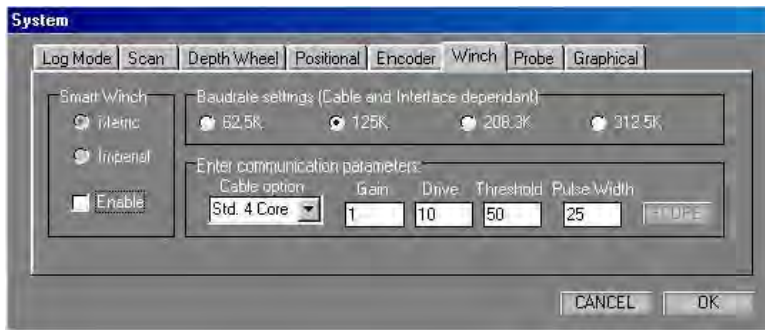 System
Log Mode Scan Depth Wheel Positional Encoder Winch Probe Graphical
Smart Winch
Metric
Imperial
Enable
Baudrate settings (Cable and Interface dependant)
62.5K 125K 208.3K 312.5K
Enter communication parameters:
Cable option Gain Drive Threshold Pulse Width
Std. 4 Core 1 10 50 25 SCOPE
CANCEL OK